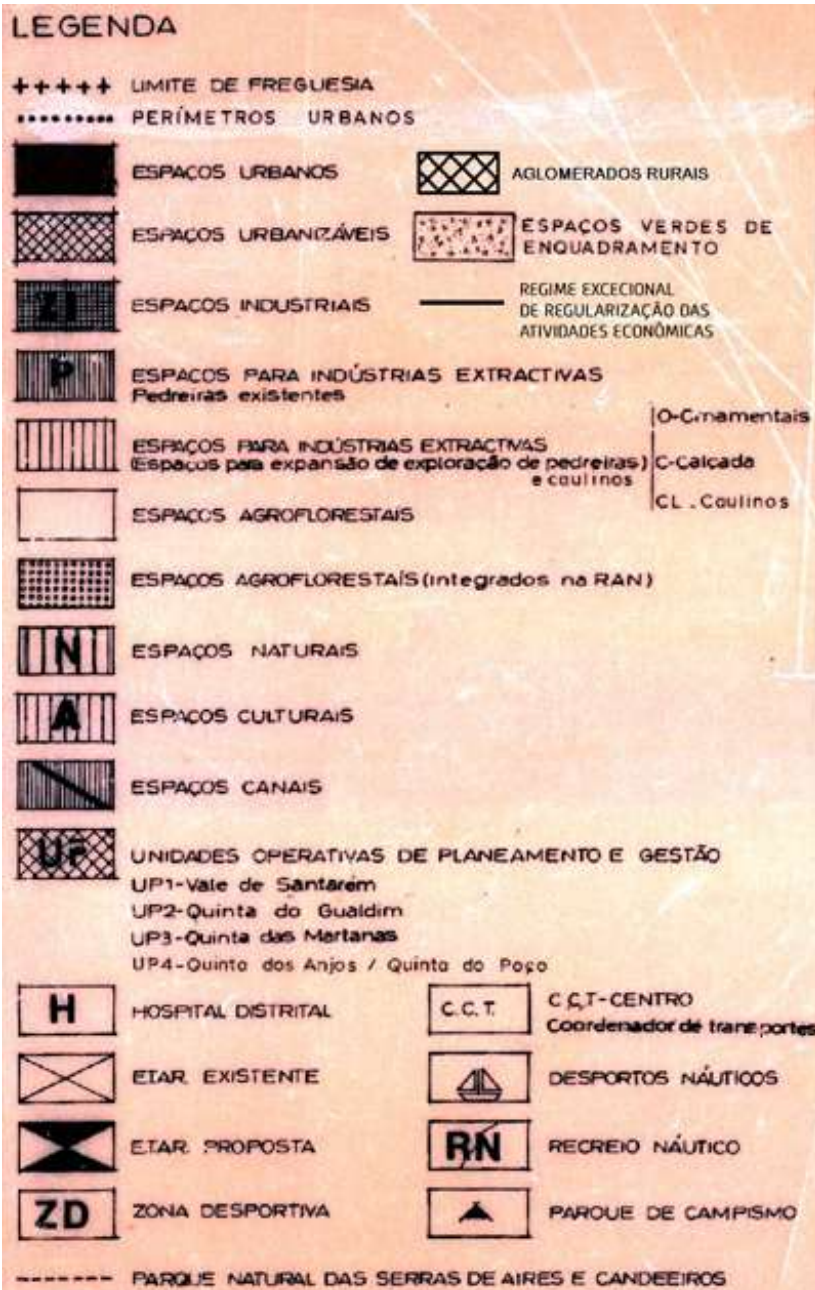 LEGENDA
+++++ LIMITE DE FREGUESIA
PERÍMETROS URBANOS
ESPAÇOS URBANOS
AGLOMERADOS RURAIS
ESPAÇOS URBANIZÁVEIS
ESPAÇOS VERDES DE
ENQUADRAMENTO
ZI ESPAÇOS INDUSTRIAIS
REGIME EXCECIONAL
DE REGULARIZAÇÃO DAS
ATIVIDADES ECONÔMICAS
P ESPAÇOS PARA INDÚSTRIAS EXTRACTIVAS
Pedreiras existentes
ESPAÇOS PARA INDÚSTRIAS EXTRACTIVAS
(Espaços para expansão de exploração de pedreiras)
e caulinos
O-Ornamentais
C-Calçada
CL. Caulinos
ESPAÇOS AGROFLORESTAIS
ESPAÇOS AGROFLORESTAÍS (integrados na RAN)
N ESPAÇOS NATURAIS
A ESPAÇOS CULTURAIS
ESPAÇOS CANAIS
UP UNIDADES OPERATIVAS DE PLANEAMENTO E GESTÃO
UP1-Vale de Santarém
UP2-Quinta do Gualdim
UP3-Quinta das Martanas
UP4-Quinta dos Anjos / Quinta do Poço
H HOSPITAL DISTRITAL
C.C.T. C.C.T-CENTRO
Coordenador de transportes
ETAR. EXISTENTE
DESPORTOS NÁUTICOS
ETAR. PROPOSTA
RN RECREIO NÁUTICO
ZD ZONA DESPORTIVA
PARQUE DE CAMPISMO
PARQUE NATURAL DAS SERRAS DE AIRES E CANDEEIROS